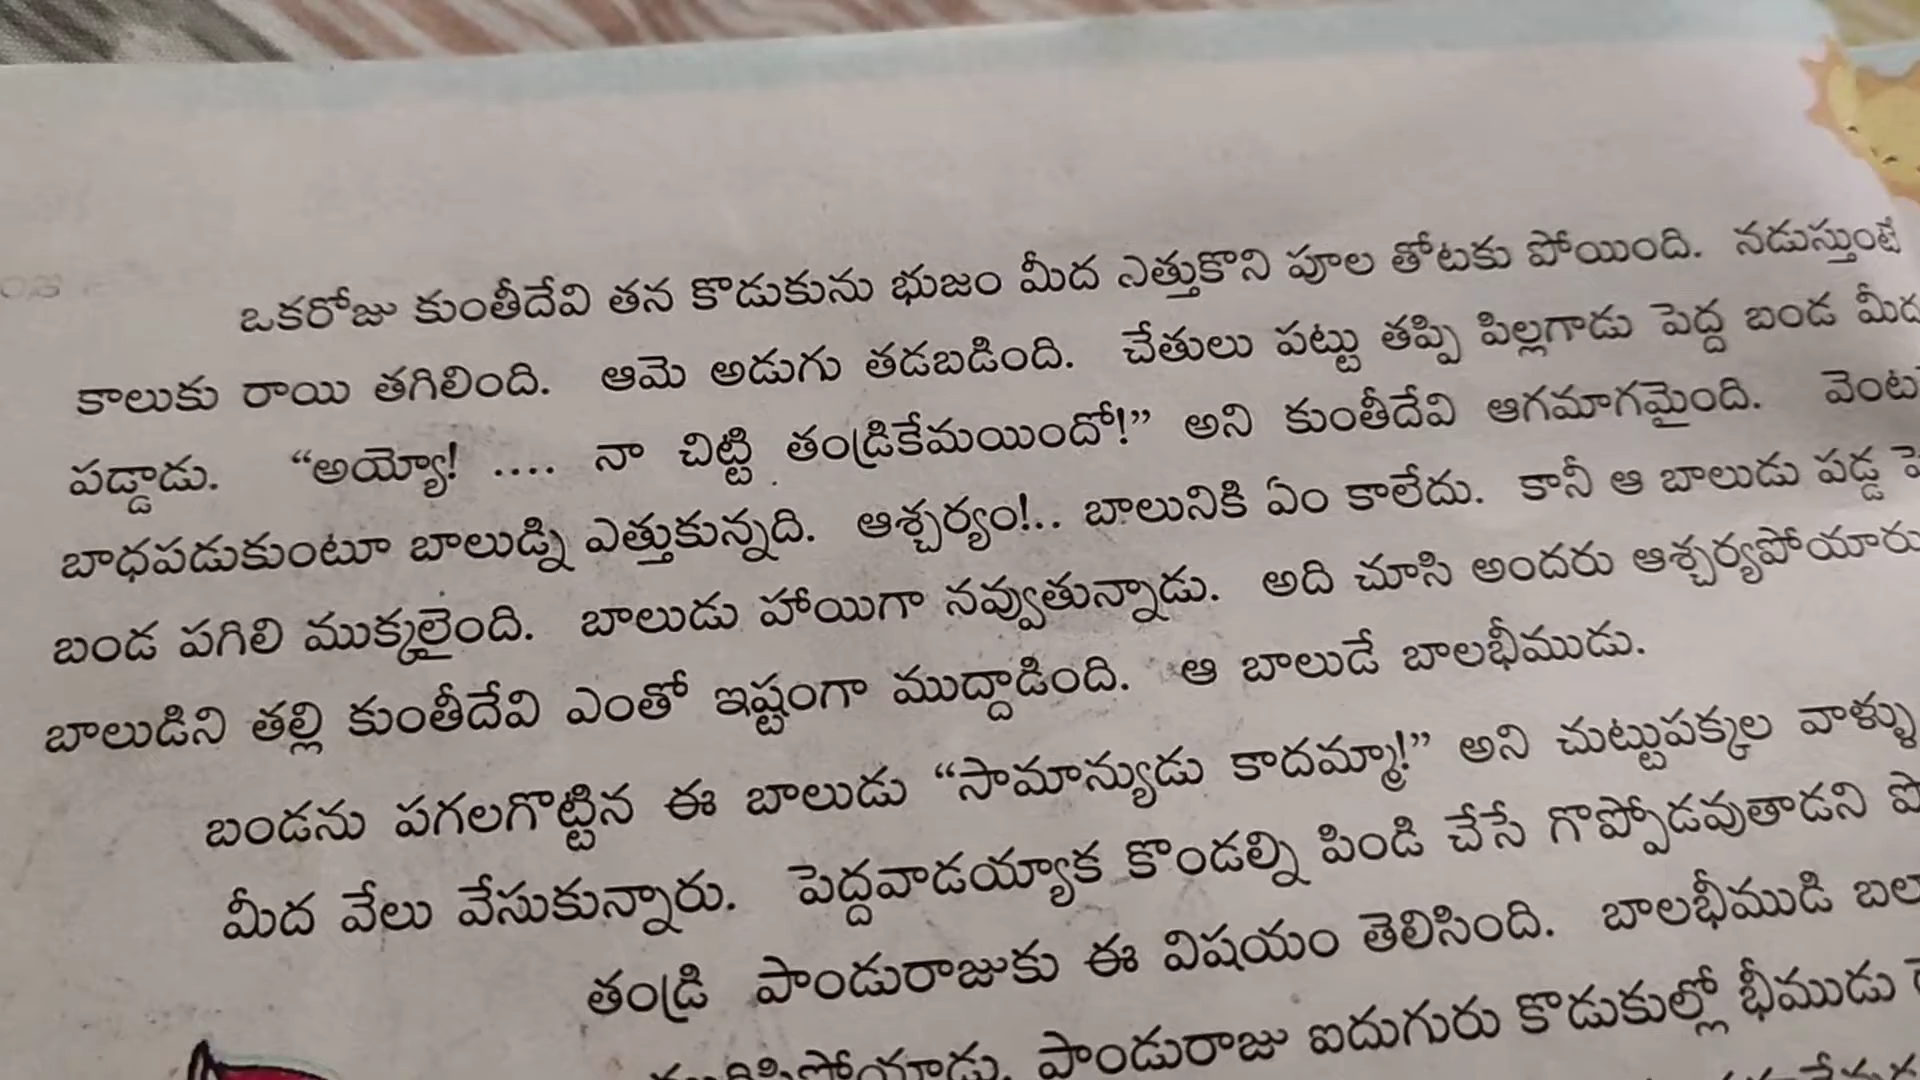 ఒకరోజు కుంతీదేవి తన కొడుకును భుజం మీద ఎత్తుకొని పూల తోటకు పోయింది. నడుస్తుంటే
కాలుకు రాయి తగిలింది. ఆమె అడుగు తడబడింది. చేతులు పట్టు తప్పి పిల్లగాడు పెద్ద బండ మీద
పడ్డాడు. “అయ్యో! .... నా చిట్టి తండ్రికేమయిందో!” అని కుంతీదేవి ఆగమాగమైంది.
బాధపడుకుంటూ బాలుడ్ని ఎత్తుకున్నది. ఆశ్చర్యం!.. బాలునికి ఏం కాలేదు. కానీ ఆ బాలుడు పడ్డ
బండ పగిలి ముక్కలైంది. బాలుడు హాయిగా నవ్వుతున్నాడు. అది చూసి అందరు ఆశ్చర్యపోయారు
బాలుడిని తల్లి కుంతీదేవి ఎంతో ఇష్టంగా ముద్దాడింది. ఆ బాలుడే బాలభీముడు.
బండను పగలగొట్టిన ఈ బాలుడు “సామాన్యుడు కాదమ్మా!” అని చుట్టుపక్కల వాళ్ళు
మీద వేలు వేసుకున్నారు. పెద్దవాడయ్యాక కొండల్ని పిండి చేసే గొప్పోడవుతాడని
తండ్రి పాండురాజుకు ఈ విషయం తెలిసింది. బాలభీముడి
పాండురాజు ఐదుగురు కొడుకుల్లో భీముడు